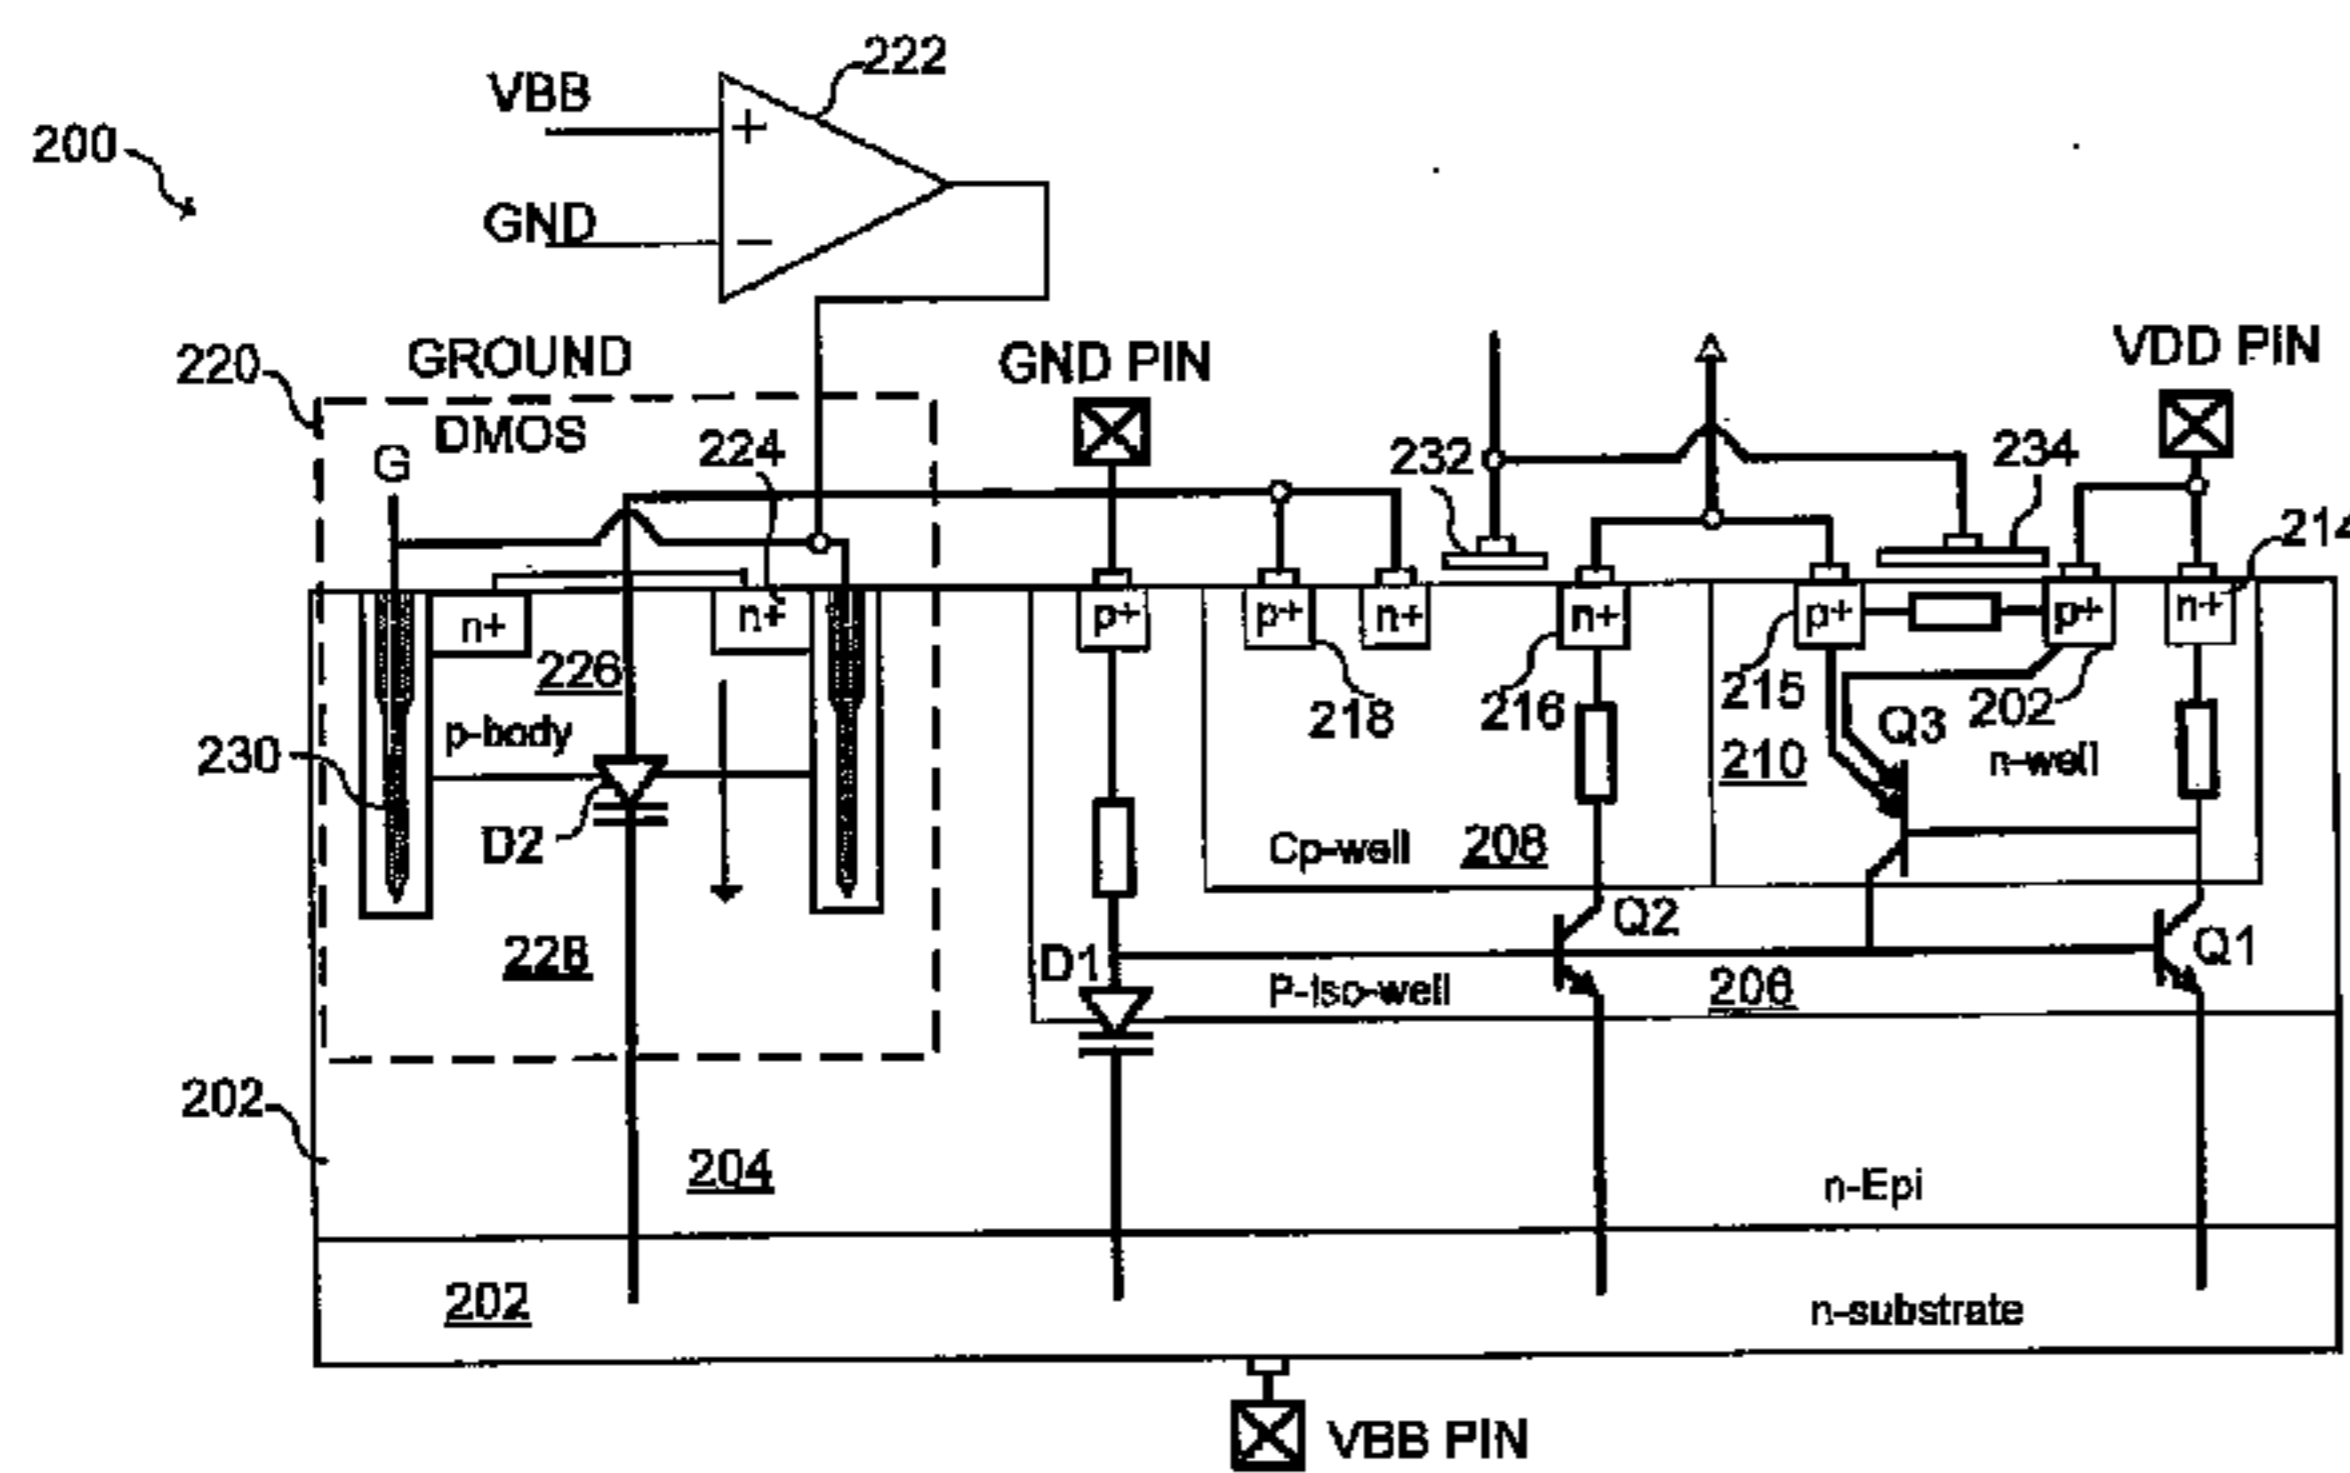 222
VBB
+
200
GND
−
GROUND
220
GND PIN
VDD PIN
DMOS
224
232
234
G
214
n+
n+
p+
p+
n+
n+
p+
p+
n+
226
215
202
218
216
Q3
p-body
230
210
n-well
D2
Cp-well
208
Q2
228
D1
Q1
P-iso-well
206
202
204
n-Epi
202
n-substrate
VBB PIN